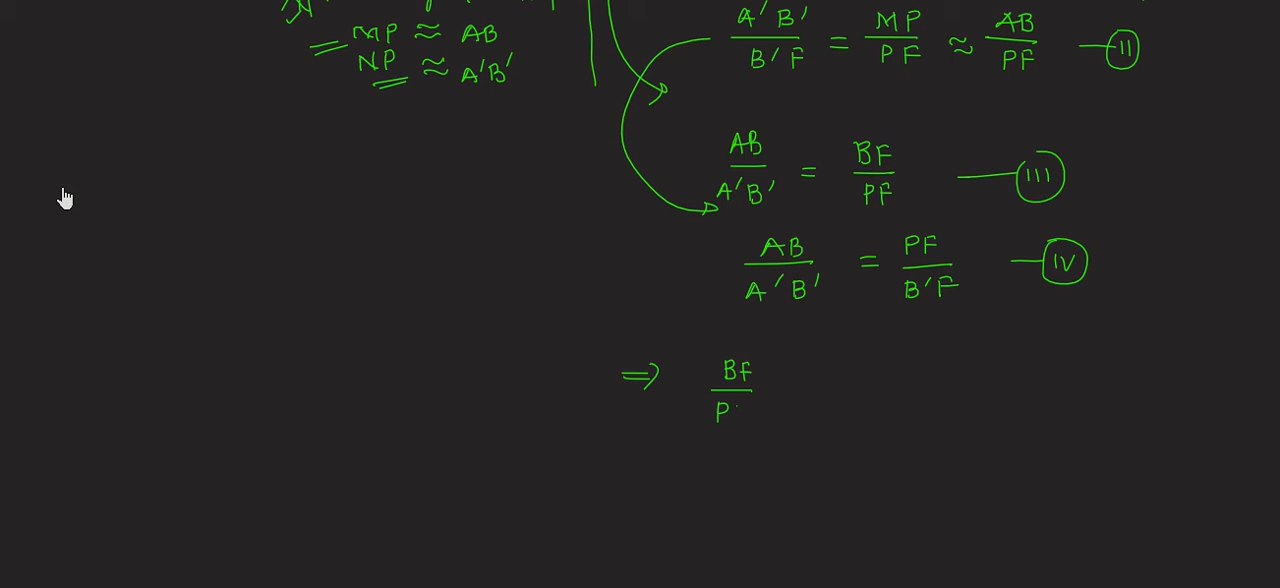 MP ≈ AB
NP ≈ A'B'
A'B'/B'F = MP/PF ≈ AB/PF — II
AB/A'B' = BF/PF — III
AB/A'B' = PF/B'F — IV
⇒ BF/P